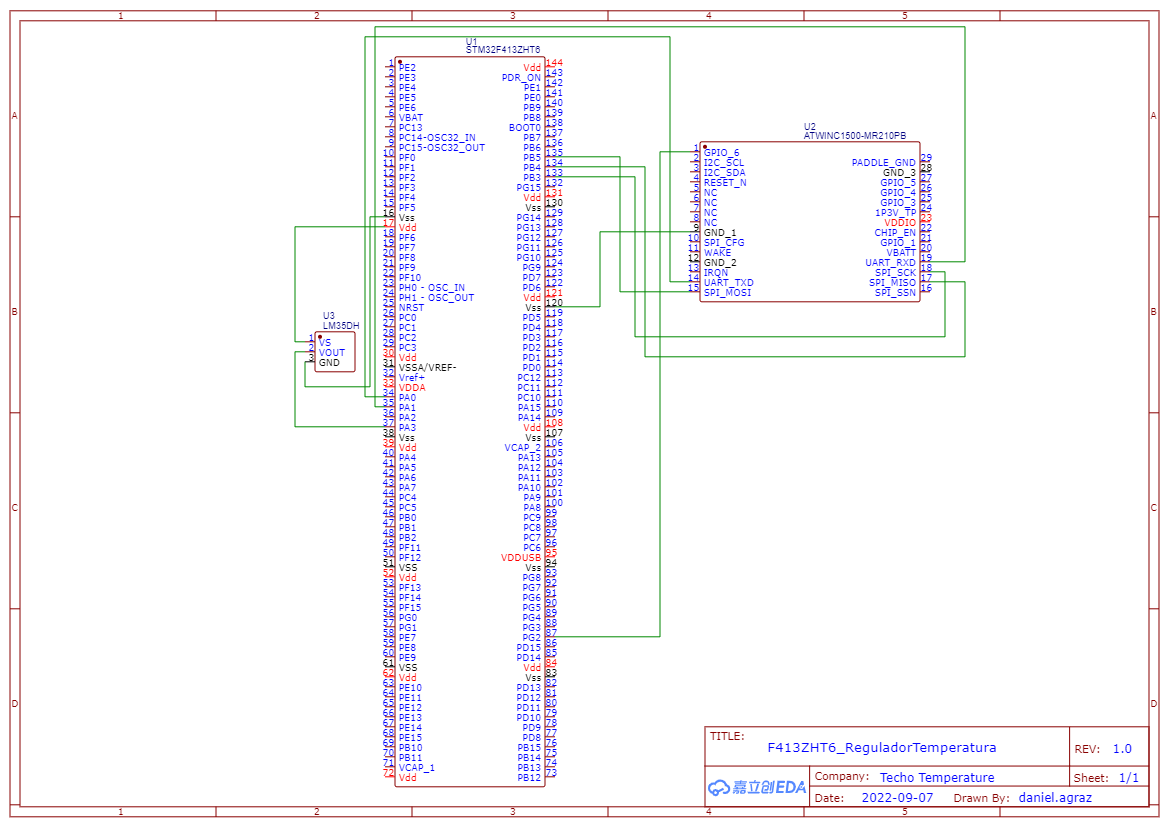 1 2 3 4 5
A
B
C
D
U1
STM32F413ZHT6
1 PE2 Vdd 144
2 PE3 PDR_ON 143
3 PE4 PE1 142
4 PE5 PE0 141
5 PE6 PB9 140
6 VBAT PB8 139
7 PC13 BOOT0 138
8 PC14-OSC32_IN PB7 137
9 PC15-OSC32_OUT PB6 136
10 PF0 PB5 135
11 PF1 PB4 134
12 PF2 PB3 133
13 PF3 PG15 132
14 PF4 Vdd 131
15 PF5 Vss 130
16 Vss PG14 129
17 Vdd PG13 128
18 PF6 PG12 127
19 PF7 PG11 126
20 PF8 PG10 125
21 PF9 PG9 124
22 PF10 PD7 123
23 PH0 - OSC_IN PD6 122
24 PH1 - OSC_OUT Vdd 121
25 NRST Vss 120
26 PC0 PD5 119
27 PC1 PD4 118
28 PC2 PD3 117
29 PC3 PD2 116
30 Vdd PD1 115
31 VSSA/VREF- PD0 114
32 Vref+ PC12 113
33 VDDA PC11 112
34 PA0 PC10 111
35 PA1 PA15 110
36 PA2 PA14 109
37 PA3 Vdd 108
38 Vss Vss 107
39 Vdd VCAP_2 106
40 PA4 PA13 105
41 PA5 PA12 104
42 PA6 PA11 103
43 PA7 PA10 102
44 PC4 PA9 101
45 PC5 PA8 100
46 PB0 PC9 99
47 PB1 PC8 98
48 PB2 PC7 97
49 PF11 PC6 96
50 PF12 VDDUSB 95
51 VSS Vss 94
52 Vdd PG8 93
53 PF13 PG7 92
54 PF14 PG6 91
55 PF15 PG5 90
56 PG0 PG4 89
57 PG1 PG3 88
58 PE7 PG2 87
59 PE8 PD15 86
60 PE9 PD14 85
61 VSS Vdd 84
62 Vdd Vss 83
63 PE10 PD13 82
64 PE11 PD12 81
65 PE12 PD11 80
66 PE13 PD10 79
67 PE14 PD9 78
68 PE15 PD8 77
69 PB10 PB15 76
70 PB11 PB14 75
71 VCAP_1 PB13 74
72 Vdd PB12 73
U2
ATWINC1500-MR210PB
1 GPIO_6
2 I2C_SCL PADDLE_GND 29
3 I2C_SDA GND_3 28
4 RESET_N GPIO_5 27
5 NC GPIO_4 26
6 NC GPIO_3 25
7 NC 1P3V_TP 24
8 NC VDDIO 23
9 GND_1 CHIP_EN 22
10 SPI_CFG GPIO_1 21
11 WAKE VBATT 20
12 GND_2 UART_RXD 19
13 IRQN SPI_SCK 18
14 UART_TXD SPI_MISO 17
15 SPI_MOSI SPI_SSN 16
U3
LM35DH
1 VS
2 VOUT
3 GND
A
B
C
D
TITLE:
F413ZHT6_ReguladorTemperatura
REV: 1.0
嘉立创EDA
Company: Techo Temperature
Sheet: 1/1
Date: 2022-09-07 Drawn By: daniel.agraz
1 2 3 4 5